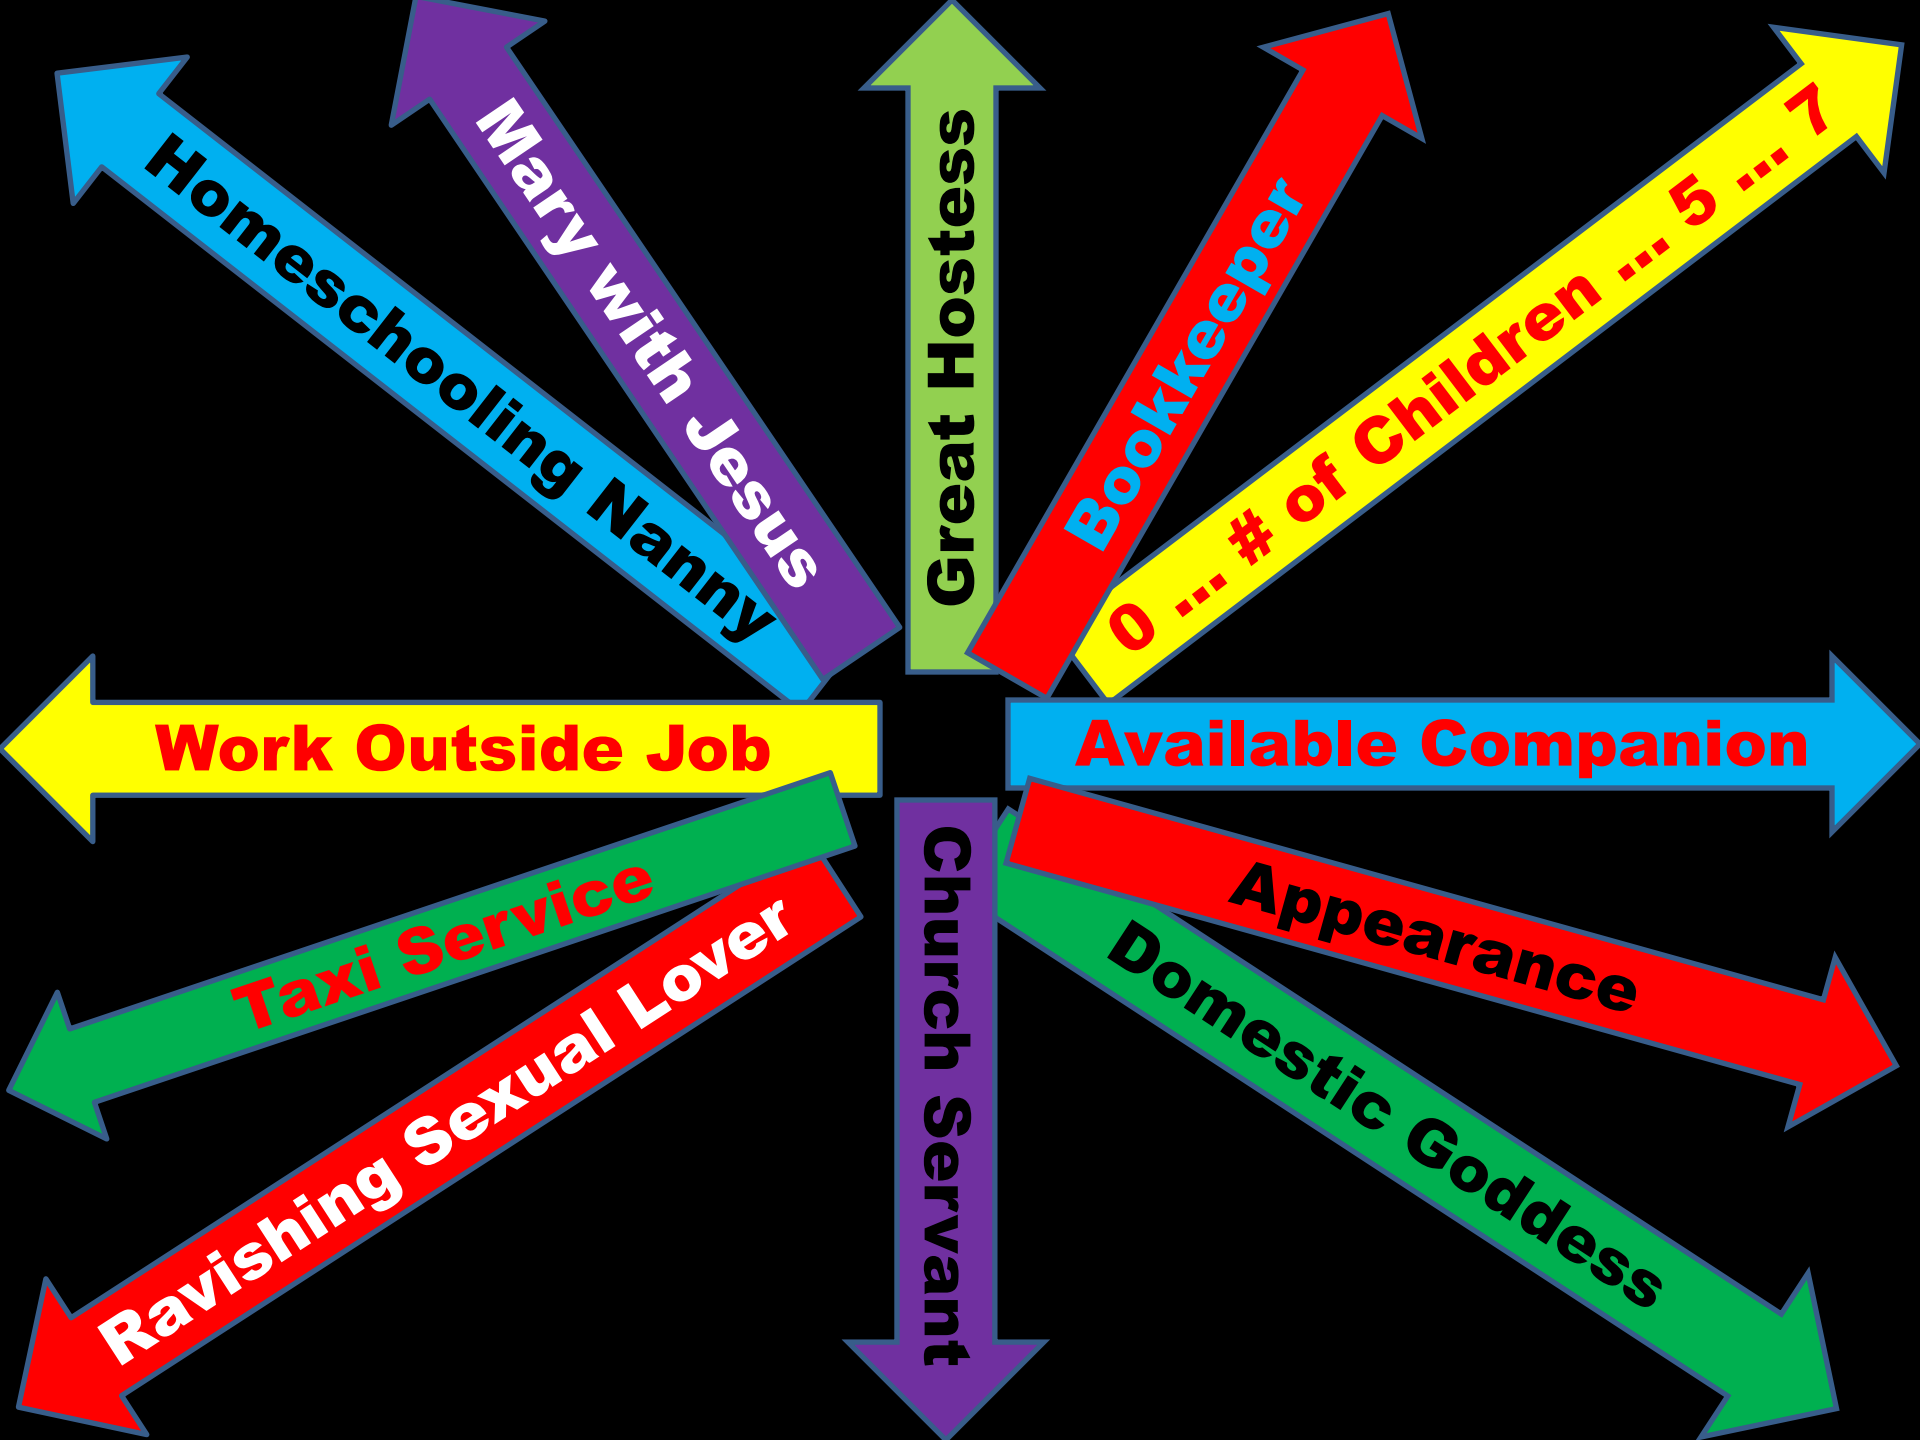 Homeschooling Nanny
Mary with Jesus
Great Hostess
Bookkeeper
0 ... # of Children ... 5 ... 7
Work Outside Job
Available Companion
Taxi Service
Ravishing Sexual Lover
Church Servant
Appearance
Domestic Goddess